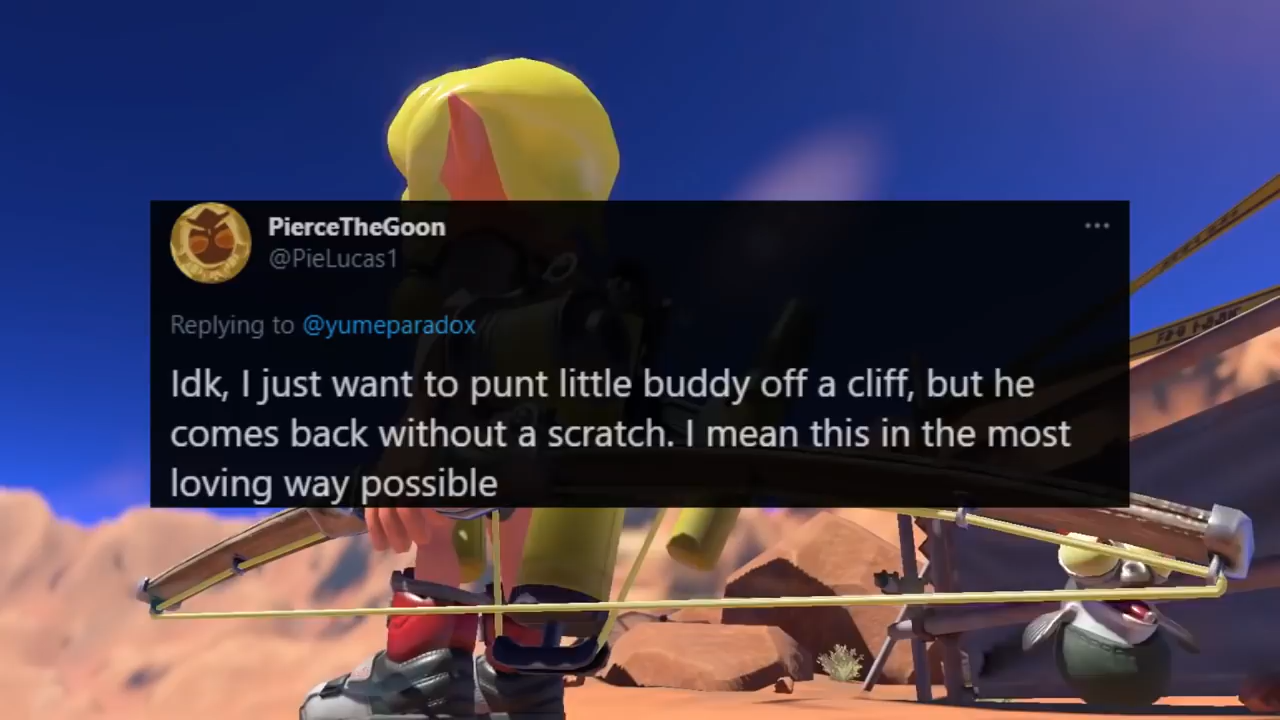 PierceTheGoon
@PieLucas1
Replying to @yumeparadox
Idk, I just want to punt little buddy off a cliff, but he
comes back without a scratch. I mean this in the most
loving way possible